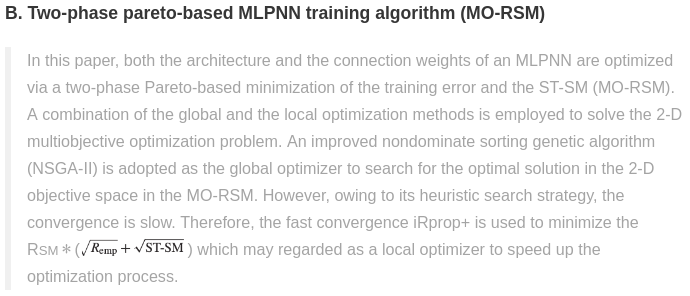 B. Two-phase pareto-based MLPNN training algorithm (MO-RSM)
In this paper, both the architecture and the connection weights of an MLPNN are optimized
via a two-phase Pareto-based minimization of the training error and the ST-SM (MO-RSM).
A combination of the global and the local optimization methods is employed to solve the 2-D
multiobjective optimization problem. An improved nondominate sorting genetic algorithm
(NSGA-II) is adopted as the global optimizer to search for the optimal solution in the 2-D
objective space in the MO-RSM. However, owing to its heuristic search strategy, the
convergence is slow. Therefore, the fast convergence iRprop+ is used to minimize the
RSM * (√Remp + √ST-SM ) which may regarded as a local optimizer to speed up the
optimization process.